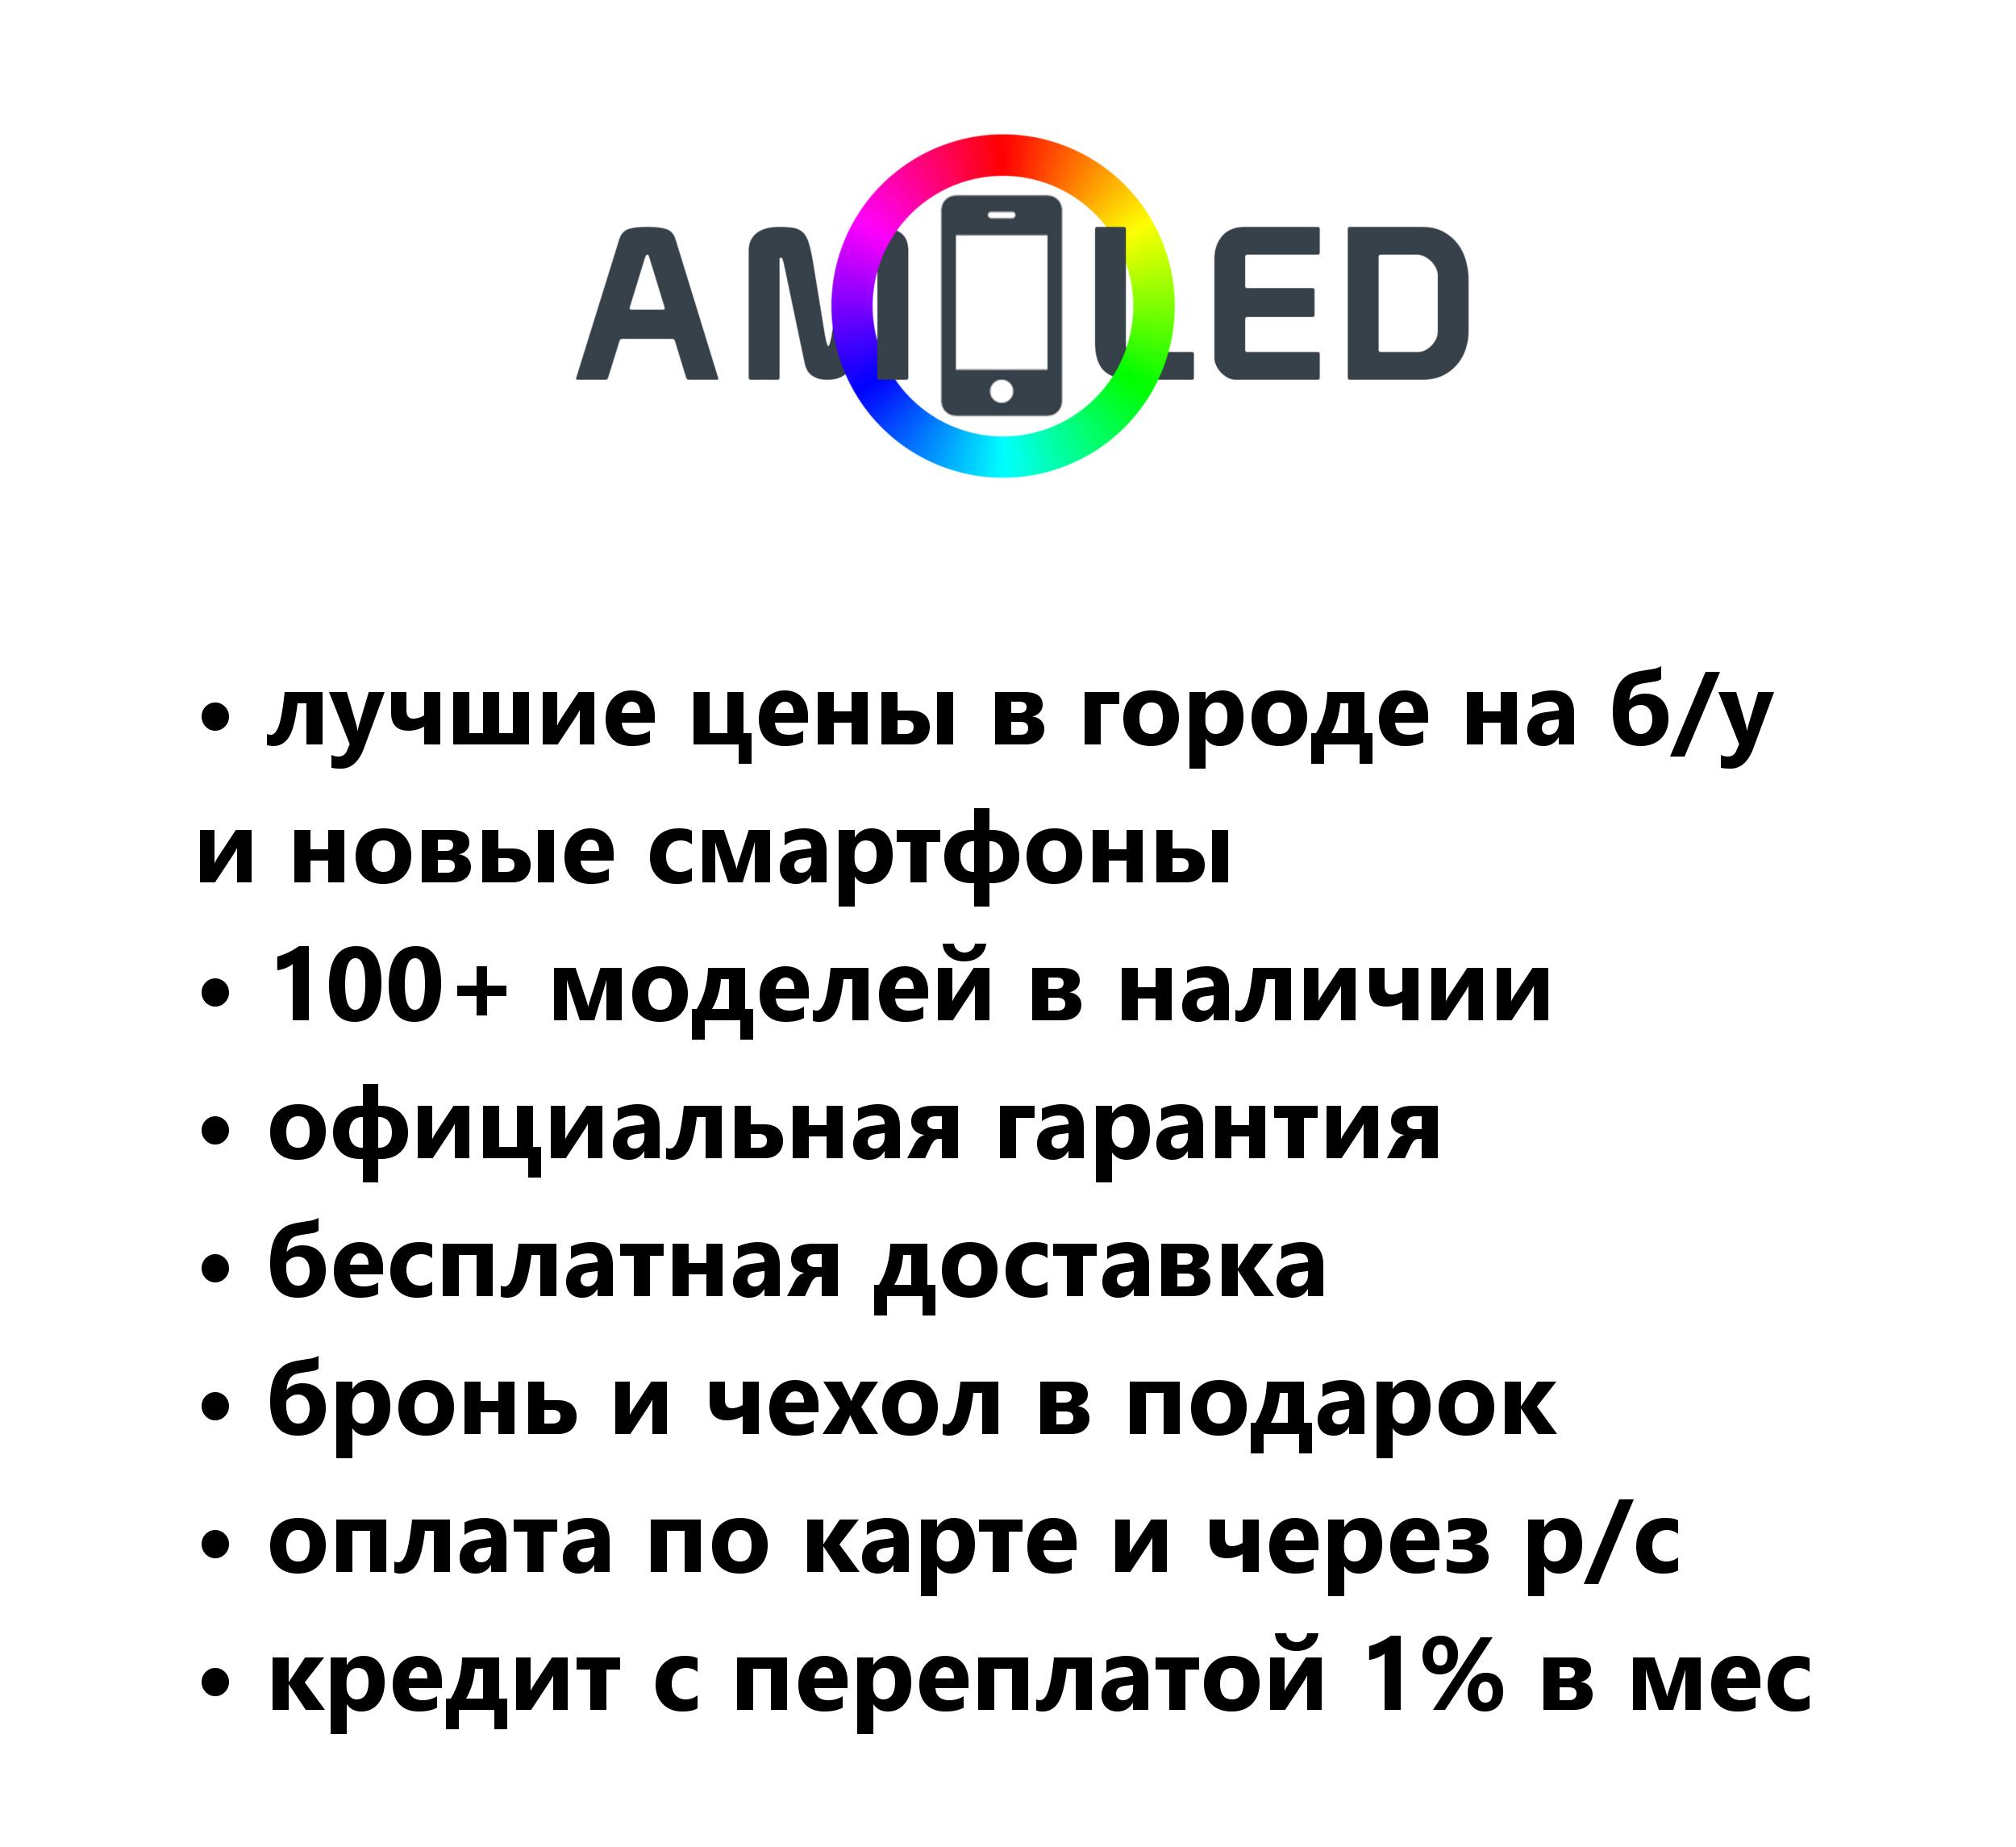 AMOLED
• лучшие цены в городе на б/у
и новые смартфоны
• 100+ моделей в наличии
• официальная гарантия
• бесплатная доставка
• бронь и чехол в подарок
• оплата по карте и через р/с
• кредит с переплатой 1% в мес